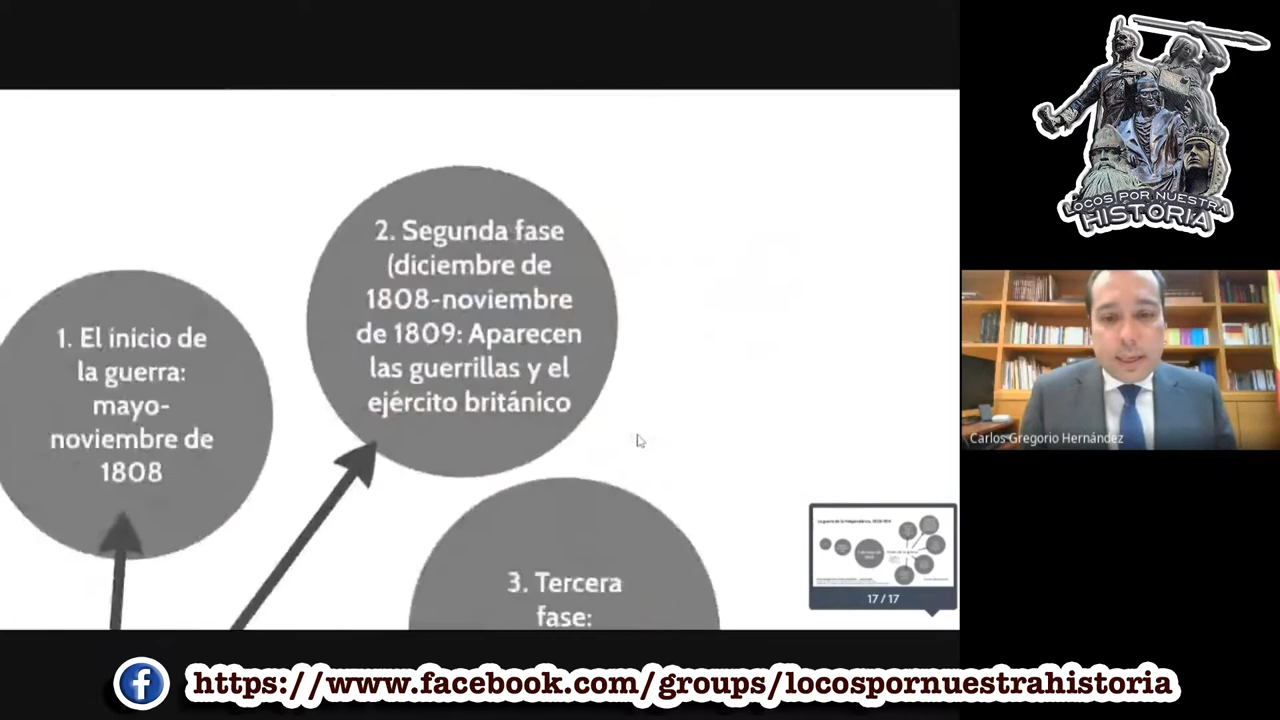 1. El inicio de
la guerra:
mayo-
noviembre de
1808
2. Segunda fase
(diciembre de
1808-noviembre
de 1809: Aparecen
las guerrillas y el
ejército británico
3. Tercera
fase:
17 / 17
LOCOS POR NUESTRA
HISTORIA
Carlos Gregorio Hernández
f
https://www.facebook.com/groups/locospornuestrahistoria